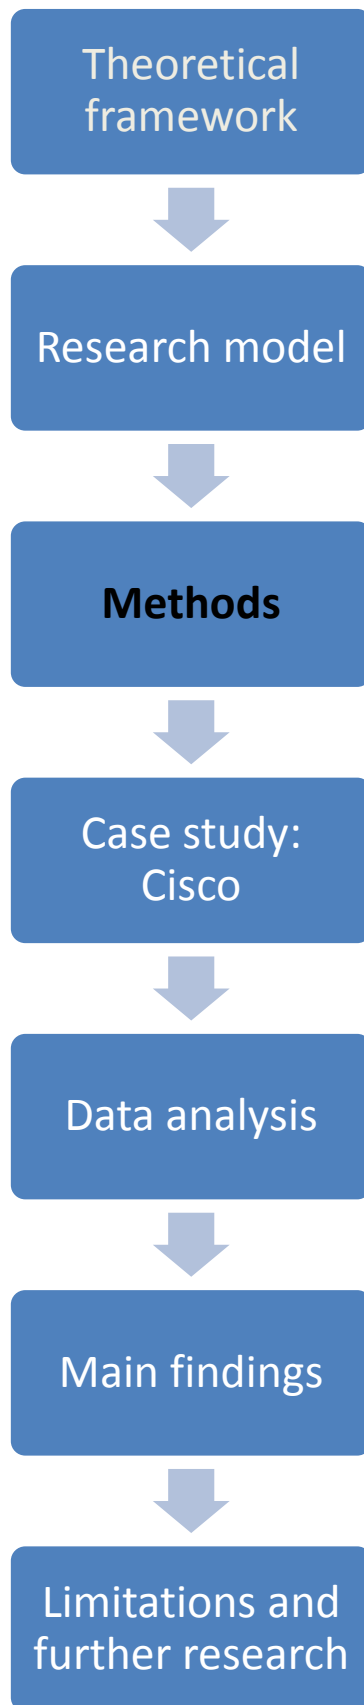 Theoretical
framework
Research model
Methods
Case study:
Cisco
Data analysis
Main findings
Limitations and
further research